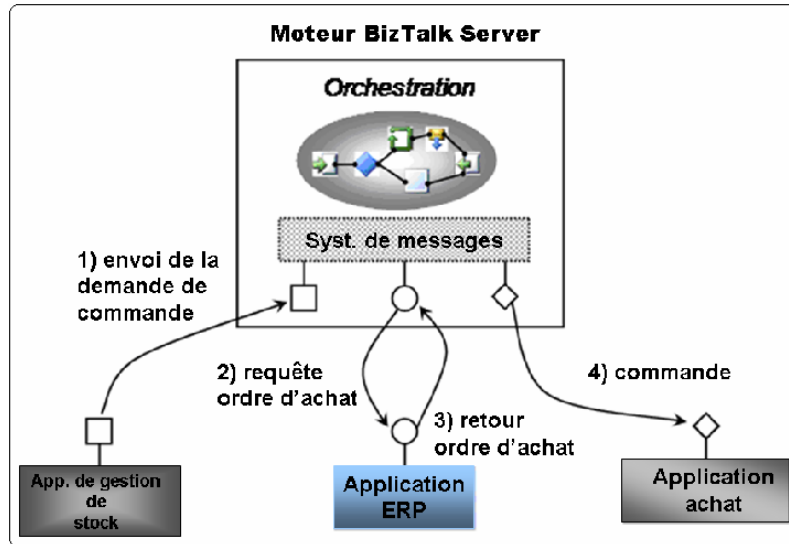 Moteur BizTalk Server
Orchestration
Syst. de messages
1) envoi de la
demande de
commande
2) requête
ordre d'achat
3) retour
ordre d'achat
4) commande
App. de gestion
de
stock
Application
ERP
Application
achat